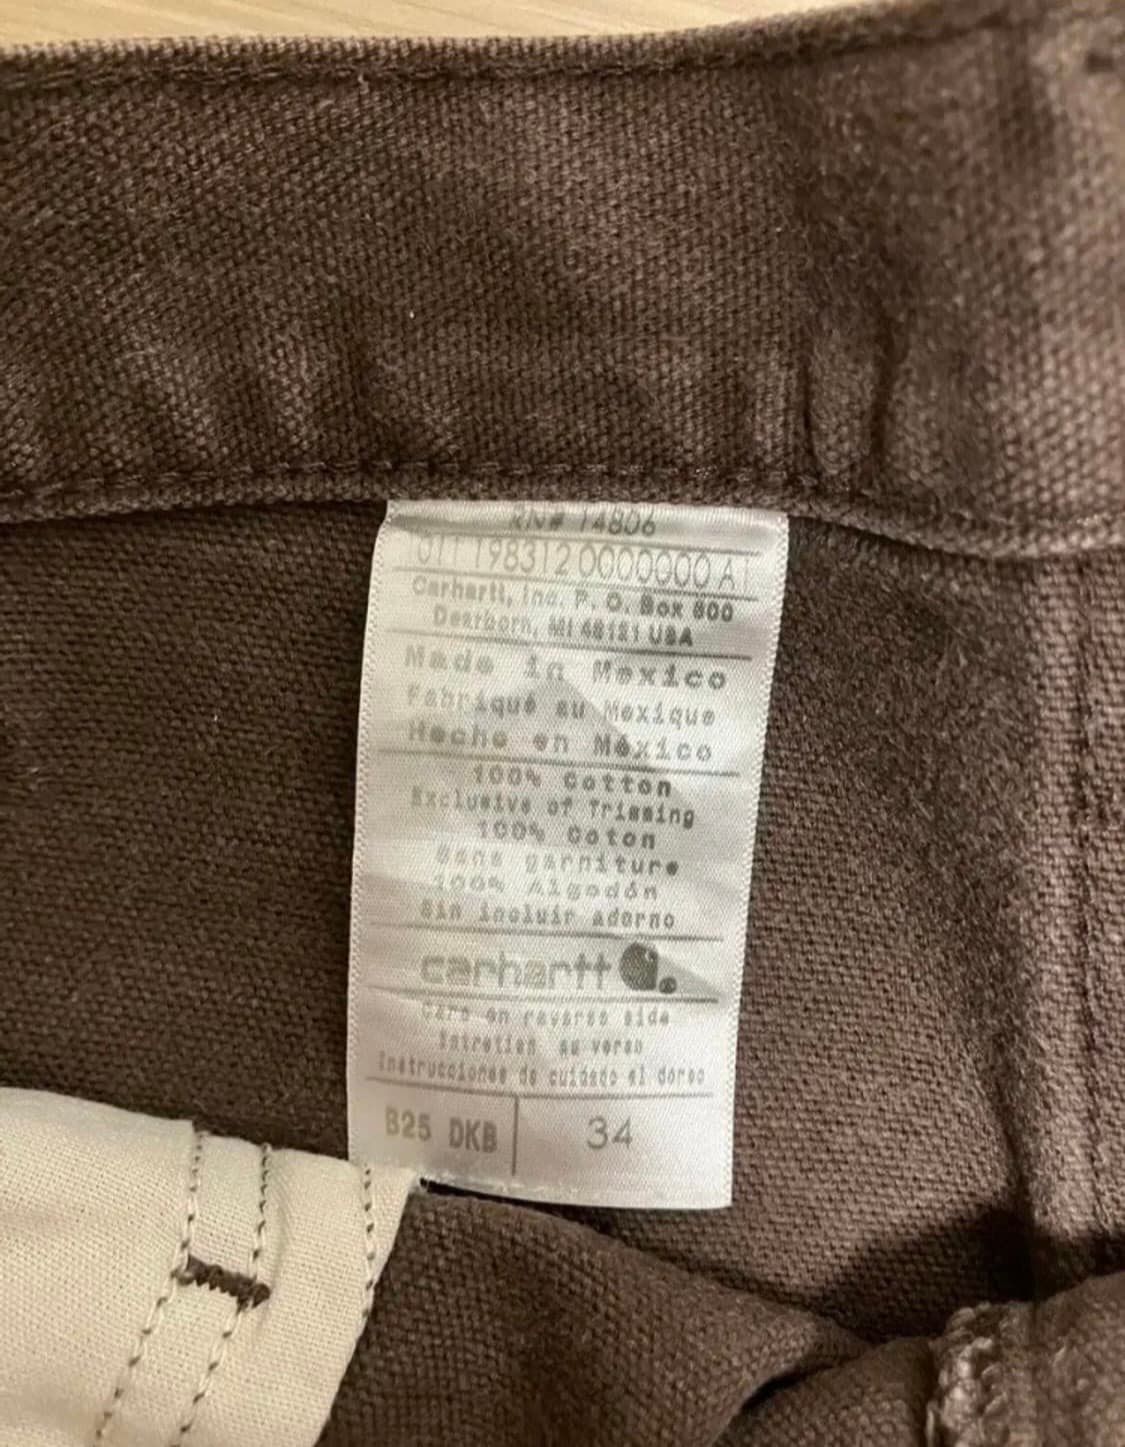 RN# 14806
011 198312 0000000 A1
Carhartt, Inc. P. O. Box 600
Dearborn, MI 48121 USA
Made in Mexico
Fabriqué au Mexique
Hecho en México
100% Cotton
Exclusive of Trimming
100% Coton
Sans garniture
100% Algodón
Sin incluir adorno
carhartt
Care on reverse side
Entretien au verso
Instrucciones de cuidado al dorso
B25 DKB 34